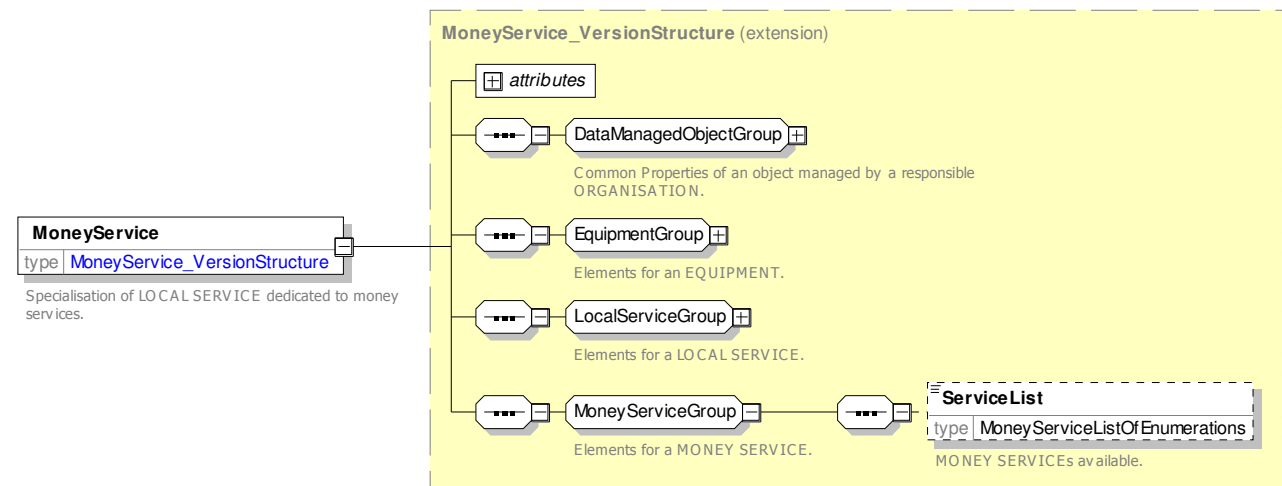 MoneyService_VersionStructure (extension)
attributes
DataManagedObjectGroup
Common Properties of an object managed by a responsible
ORGANISATION.
MoneyService
type MoneyService_VersionStructure
Specialisation of LOCAL SERVICE dedicated to money
services.
EquipmentGroup
Elements for an EQUIPMENT.
LocalServiceGroup
Elements for a LOCAL SERVICE.
MoneyServiceGroup
Elements for a MONEY SERVICE.
ServiceList
type MoneyServiceListOfEnumerations
MONEY SERVICEs available.